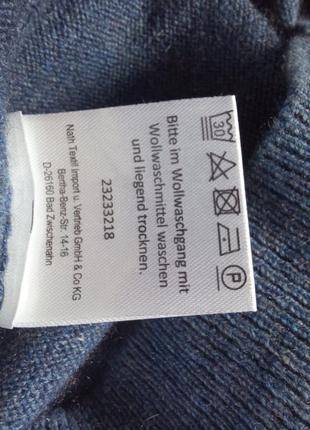 30
P
Bitte im Wollwaschgang mit
Wollwaschmittel waschen
und liegend trocknen.
23233218
Nath Textil Import u. Vertrieb GmbH & Co KG
Bertha-Benz-Str. 14-16
D-26160 Bad Zwischenahn